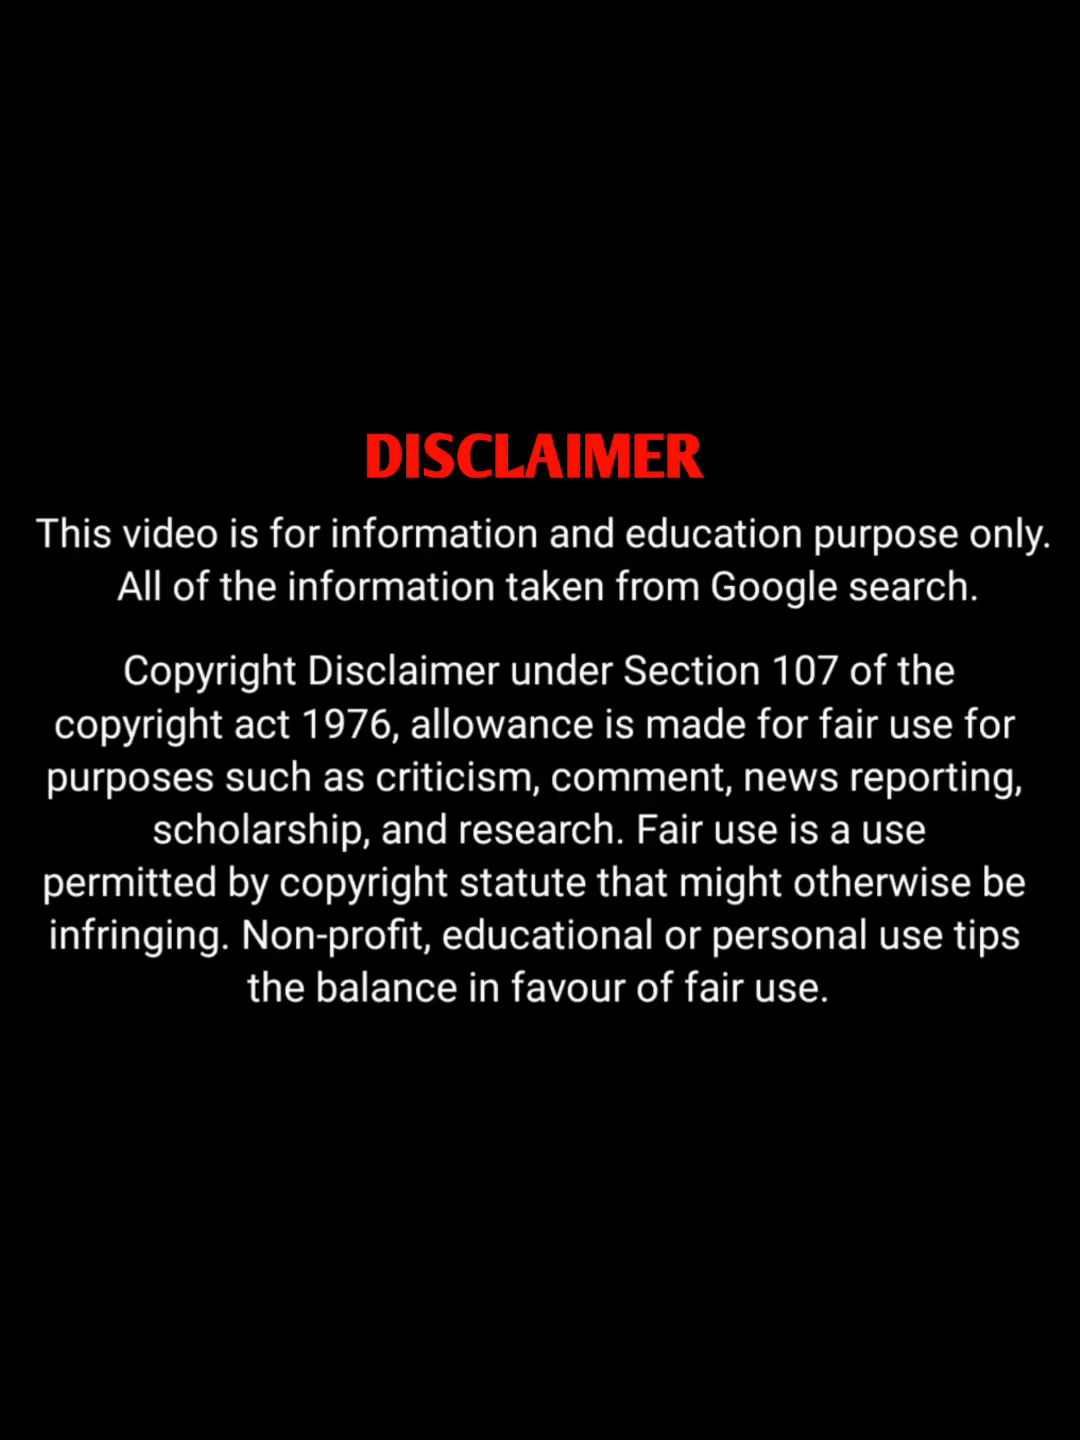 DISCLAIMER
This video is for information and education purpose only.
All of the information taken from Google search.
Copyright Disclaimer under Section 107 of the
copyright act 1976, allowance is made for fair use for
purposes such as criticism, comment, news reporting,
scholarship, and research. Fair use is a use
permitted by copyright statute that might otherwise be
infringing. Non-profit, educational or personal use tips
the balance in favour of fair use.